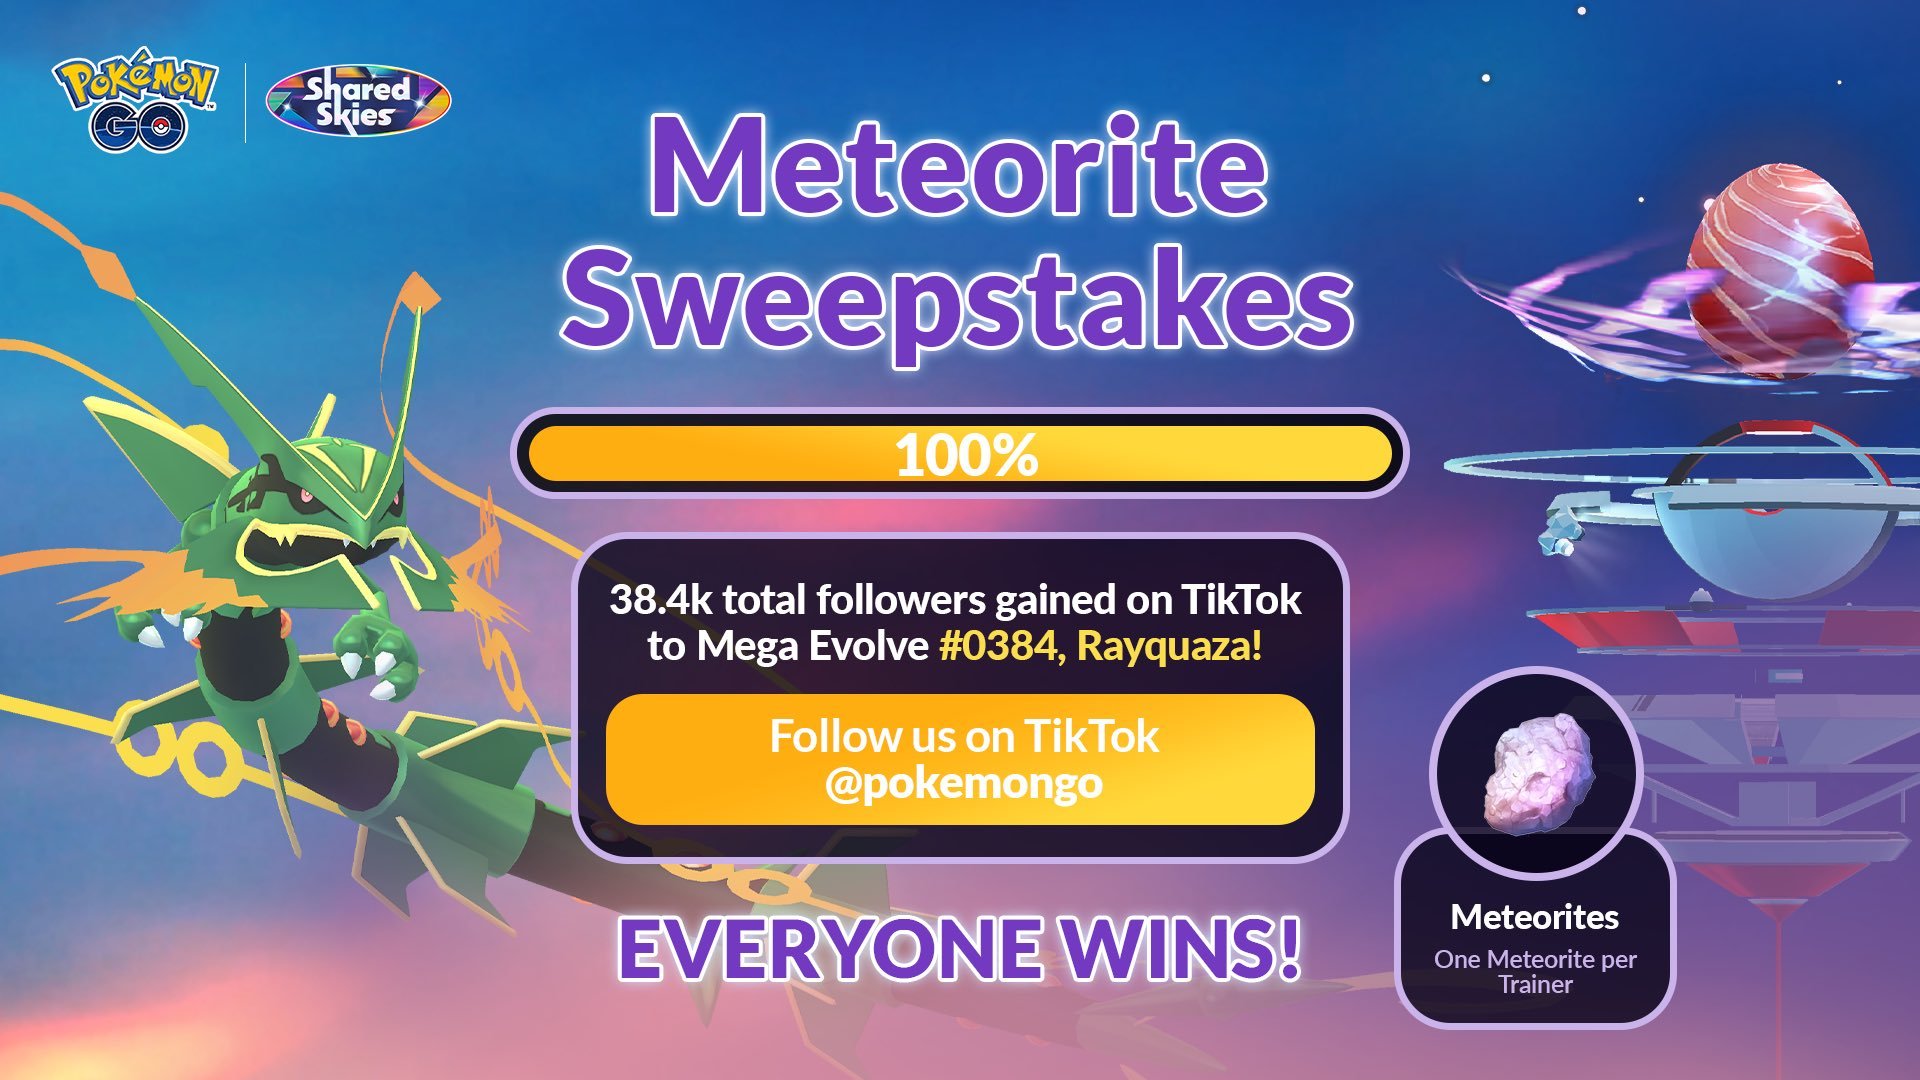 POKéMON
GO
Shared
Skies
Meteorite
Sweepstakes
100%
38.4k total followers gained on TikTok
to Mega Evolve #0384, Rayquaza!
Follow us on TikTok
@pokemongo
EVERYONE WINS!
Meteorites
One Meteorite per
Trainer